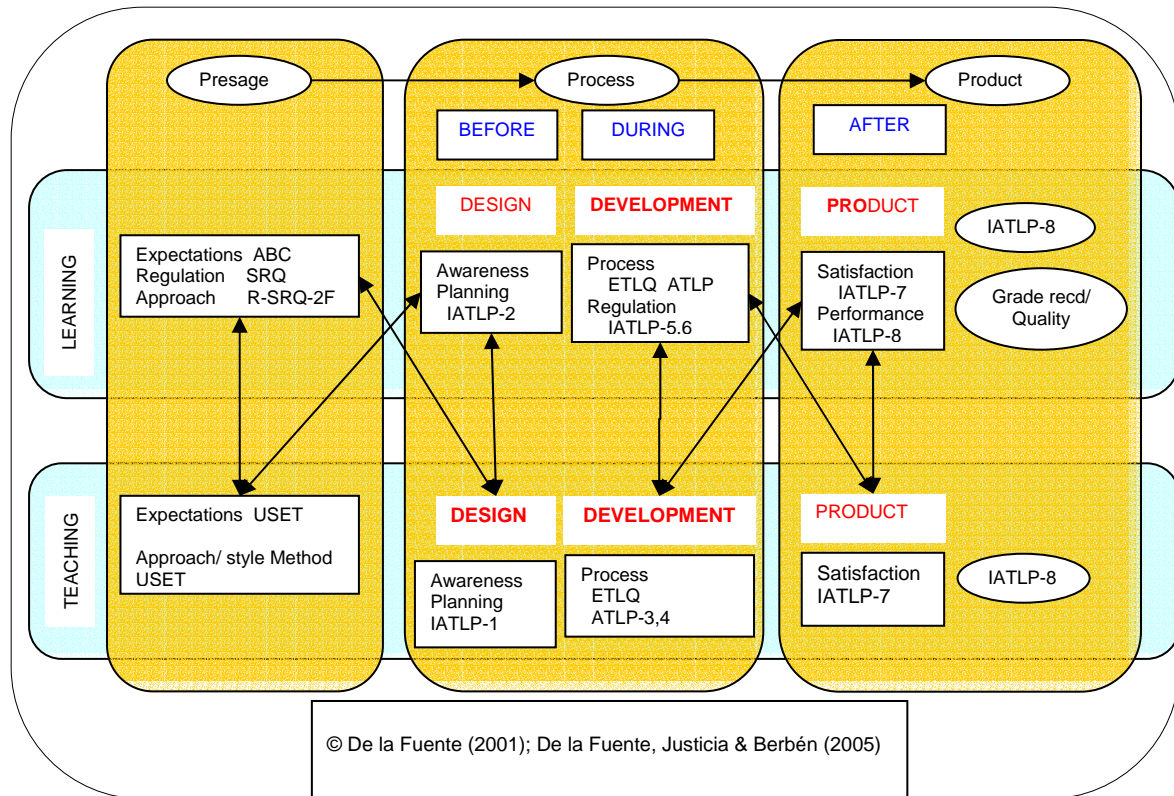 Presage
Process
Product
BEFORE
DURING
AFTER
LEARNING
DESIGN
DEVELOPMENT
PRODUCT
IATLP-8
Expectations ABC
Regulation SRQ
Approach R-SRQ-2F
Awareness
Planning
IATLP-2
Process
ETLQ ATLP
Regulation
IATLP-5.6
Satisfaction
IATLP-7
Performance
IATLP-8
Grade recd/
Quality
TEACHING
Expectations USET
Approach/ style Method
USET
DESIGN
DEVELOPMENT
PRODUCT
Awareness
Planning
IATLP-1
Process
ETLQ
ATLP-3,4
Satisfaction
IATLP-7
IATLP-8
© De la Fuente (2001); De la Fuente, Justicia & Berbén (2005)